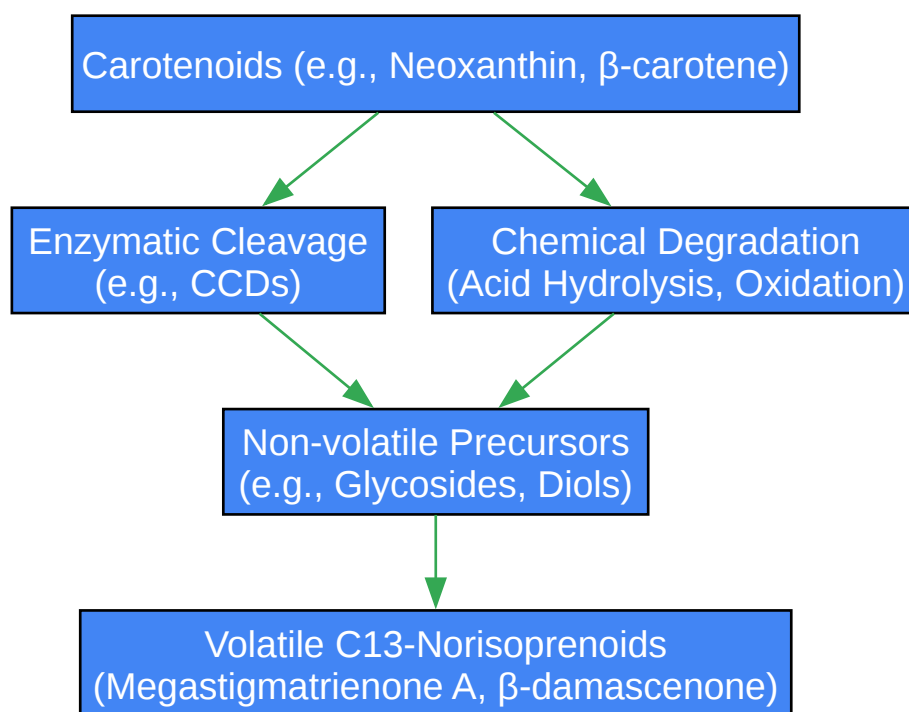 Carotenoids (e.g., Neoxanthin, β-carotene)
Enzymatic Cleavage
(e.g., CCDs)
Chemical Degradation
(Acid Hydrolysis, Oxidation)
Non-volatile Precursors
(e.g., Glycosides, Diols)
Volatile C13-Norisoprenoids
(Megastigmatrienone A, β-damascenone)